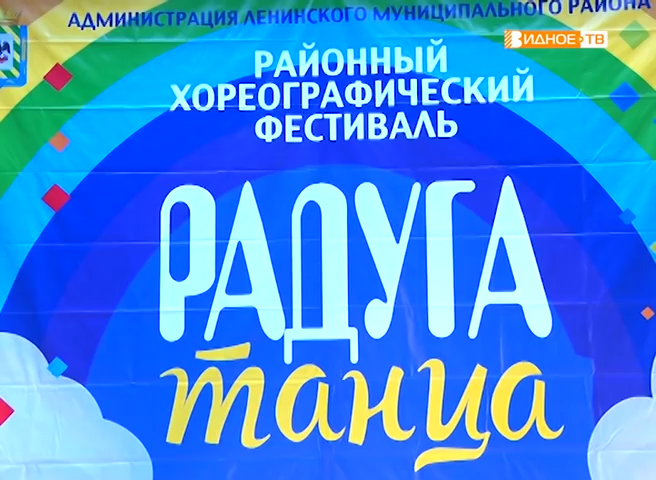 АДМИНИСТРАЦИЯ ЛЕНИНСКОГО МУНИЦИПАЛЬНОГО РАЙОНА
ВИДНОЕ-ТВ
РАЙОННЫЙ
ХОРЕОГРАФИЧЕСКИЙ
ФЕСТИВАЛЬ
РАДУГА
танца